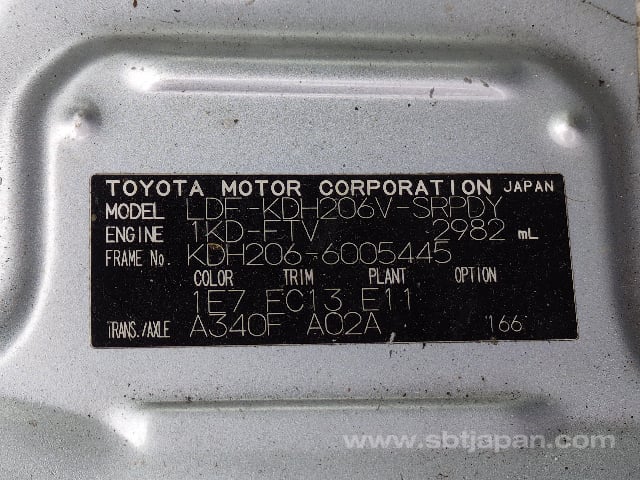 TOYOTA MOTOR CORPORATION JAPAN
MODEL LDF-KDH206V-SRPDY
ENGINE 1KD-FTV 2982 mL
FRAME No. KDH206-6005445
COLOR TRIM PLANT OPTION
1E7 FC13 E11
TRANS./AXLE A340F A02A 166
www.sbtjapan.com